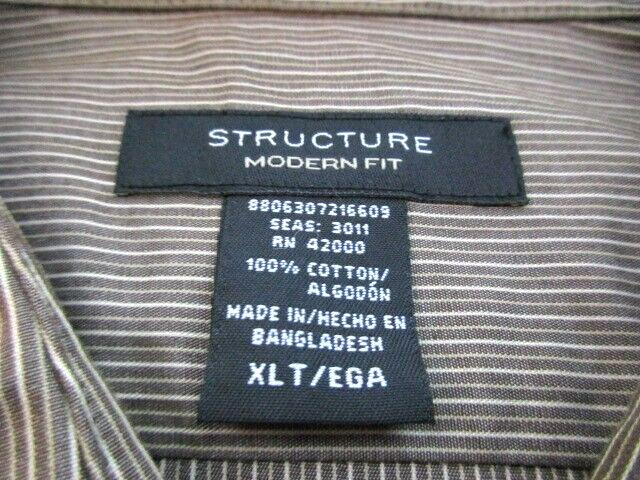 STRUCTURE
MODERN FIT
8806307216609
SEAS: 3011
RN 42000
100% COTTON/
ALGODÓN
MADE IN/HECHO EN
BANGLADESH
XLT/EGA